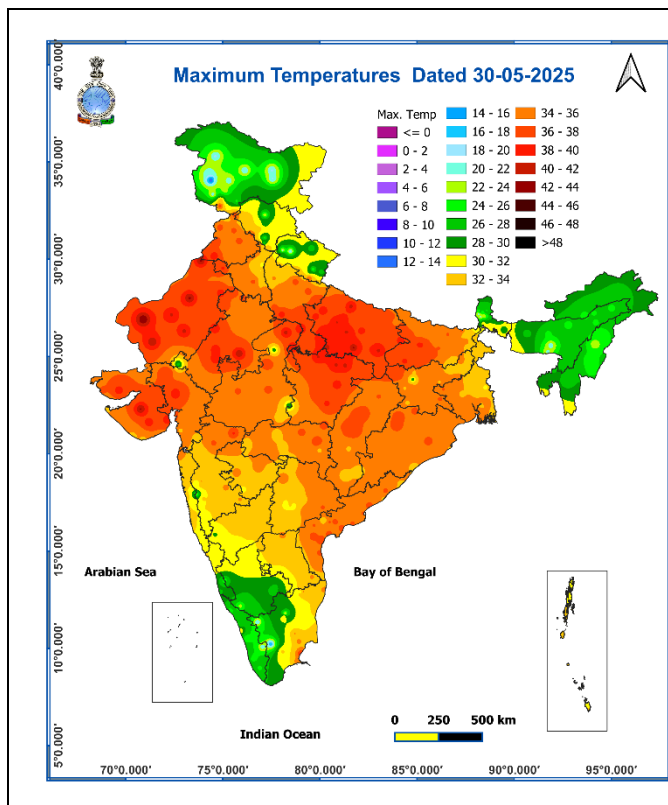 Maximum Temperatures Dated 30-05-2025
Max. Temp
<= 0
0 - 2
2 - 4
4 - 6
6 - 8
8 - 10
10 - 12
12 - 14
14 - 16
16 - 18
18 - 20
20 - 22
22 - 24
24 - 26
26 - 28
28 - 30
30 - 32
32 - 34
34 - 36
36 - 38
38 - 40
40 - 42
42 - 44
44 - 46
46 - 48
>48
40°0.000'
35°0.000'
30°0.000'
25°0.000'
20°0.000'
15°0.000'
10°0.000'
5°0.000'
Arabian Sea
Bay of Bengal
Indian Ocean
0 250 500 km
70°0.000' 75°0.000' 80°0.000' 85°0.000' 90°0.000' 95°0.000'